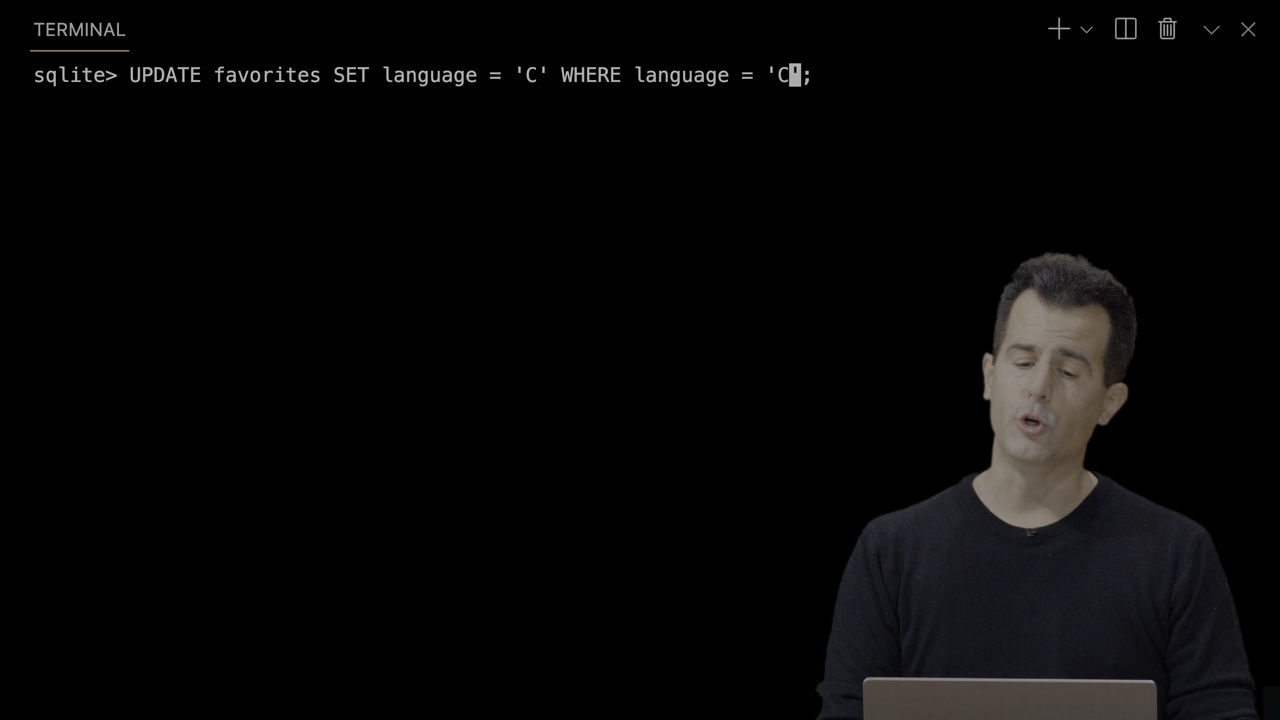 TERMINAL
sqlite> UPDATE favorites SET language = 'C' WHERE language = 'C';